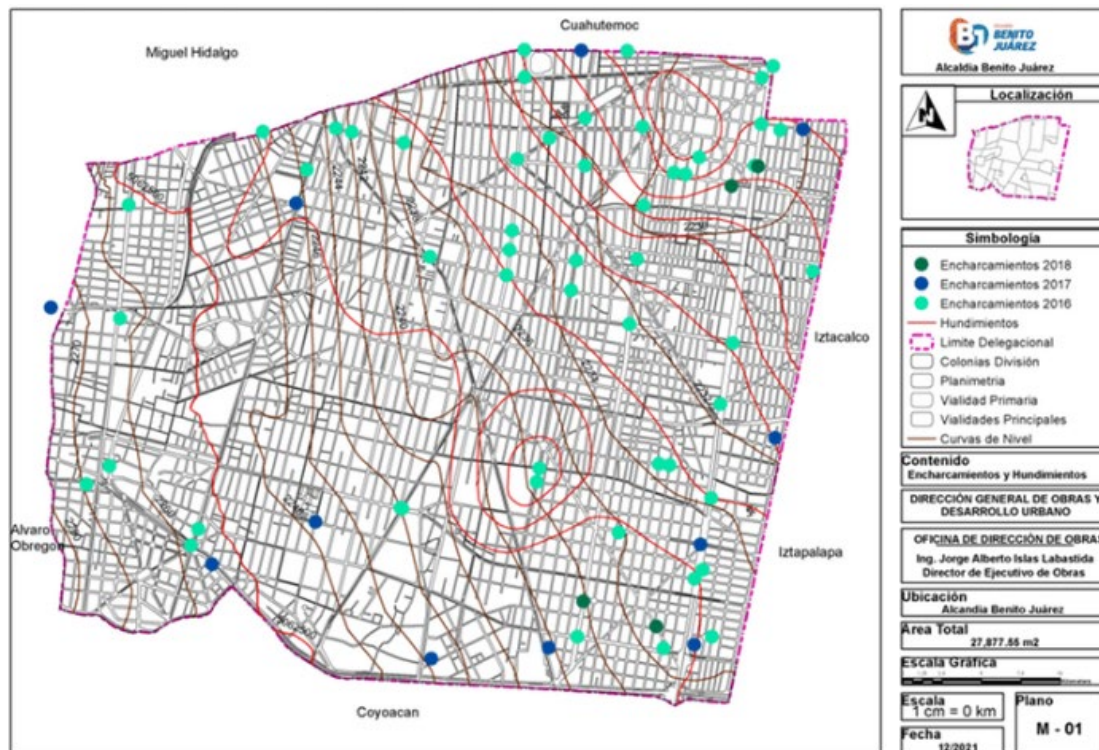 Cuahutemoc
Miguel Hidalgo
Iztacalco
Alvaro
Obregon
Iztapalapa
Coyoacan
2244
2240
2270
Alcaldía
BENITO
JUÁREZ
Alcaldia Benito Juárez
Localización
Simbología
Encharcamientos 2018
Encharcamientos 2017
Encharcamientos 2016
Hundimientos
Limite Delegacional
Colonias División
Planimetria
Vialidad Primaria
Vialidades Principales
Curvas de Nivel
Contenido
Encharcamientos y Hundimientos
DIRECCIÓN GENERAL DE OBRAS Y
DESARROLLO URBANO
OFICINA DE DIRECCIÓN DE OBRAS
Ing. Jorge Alberto Islas Labastida
Director de Ejecutivo de Obras
Ubicación
Alcandia Benito Juárez
Area Total
27,877.55 m2
Escala Gráfica
Escala
1 cm = 0 km
Plano
M - 01
Fecha
12/2021